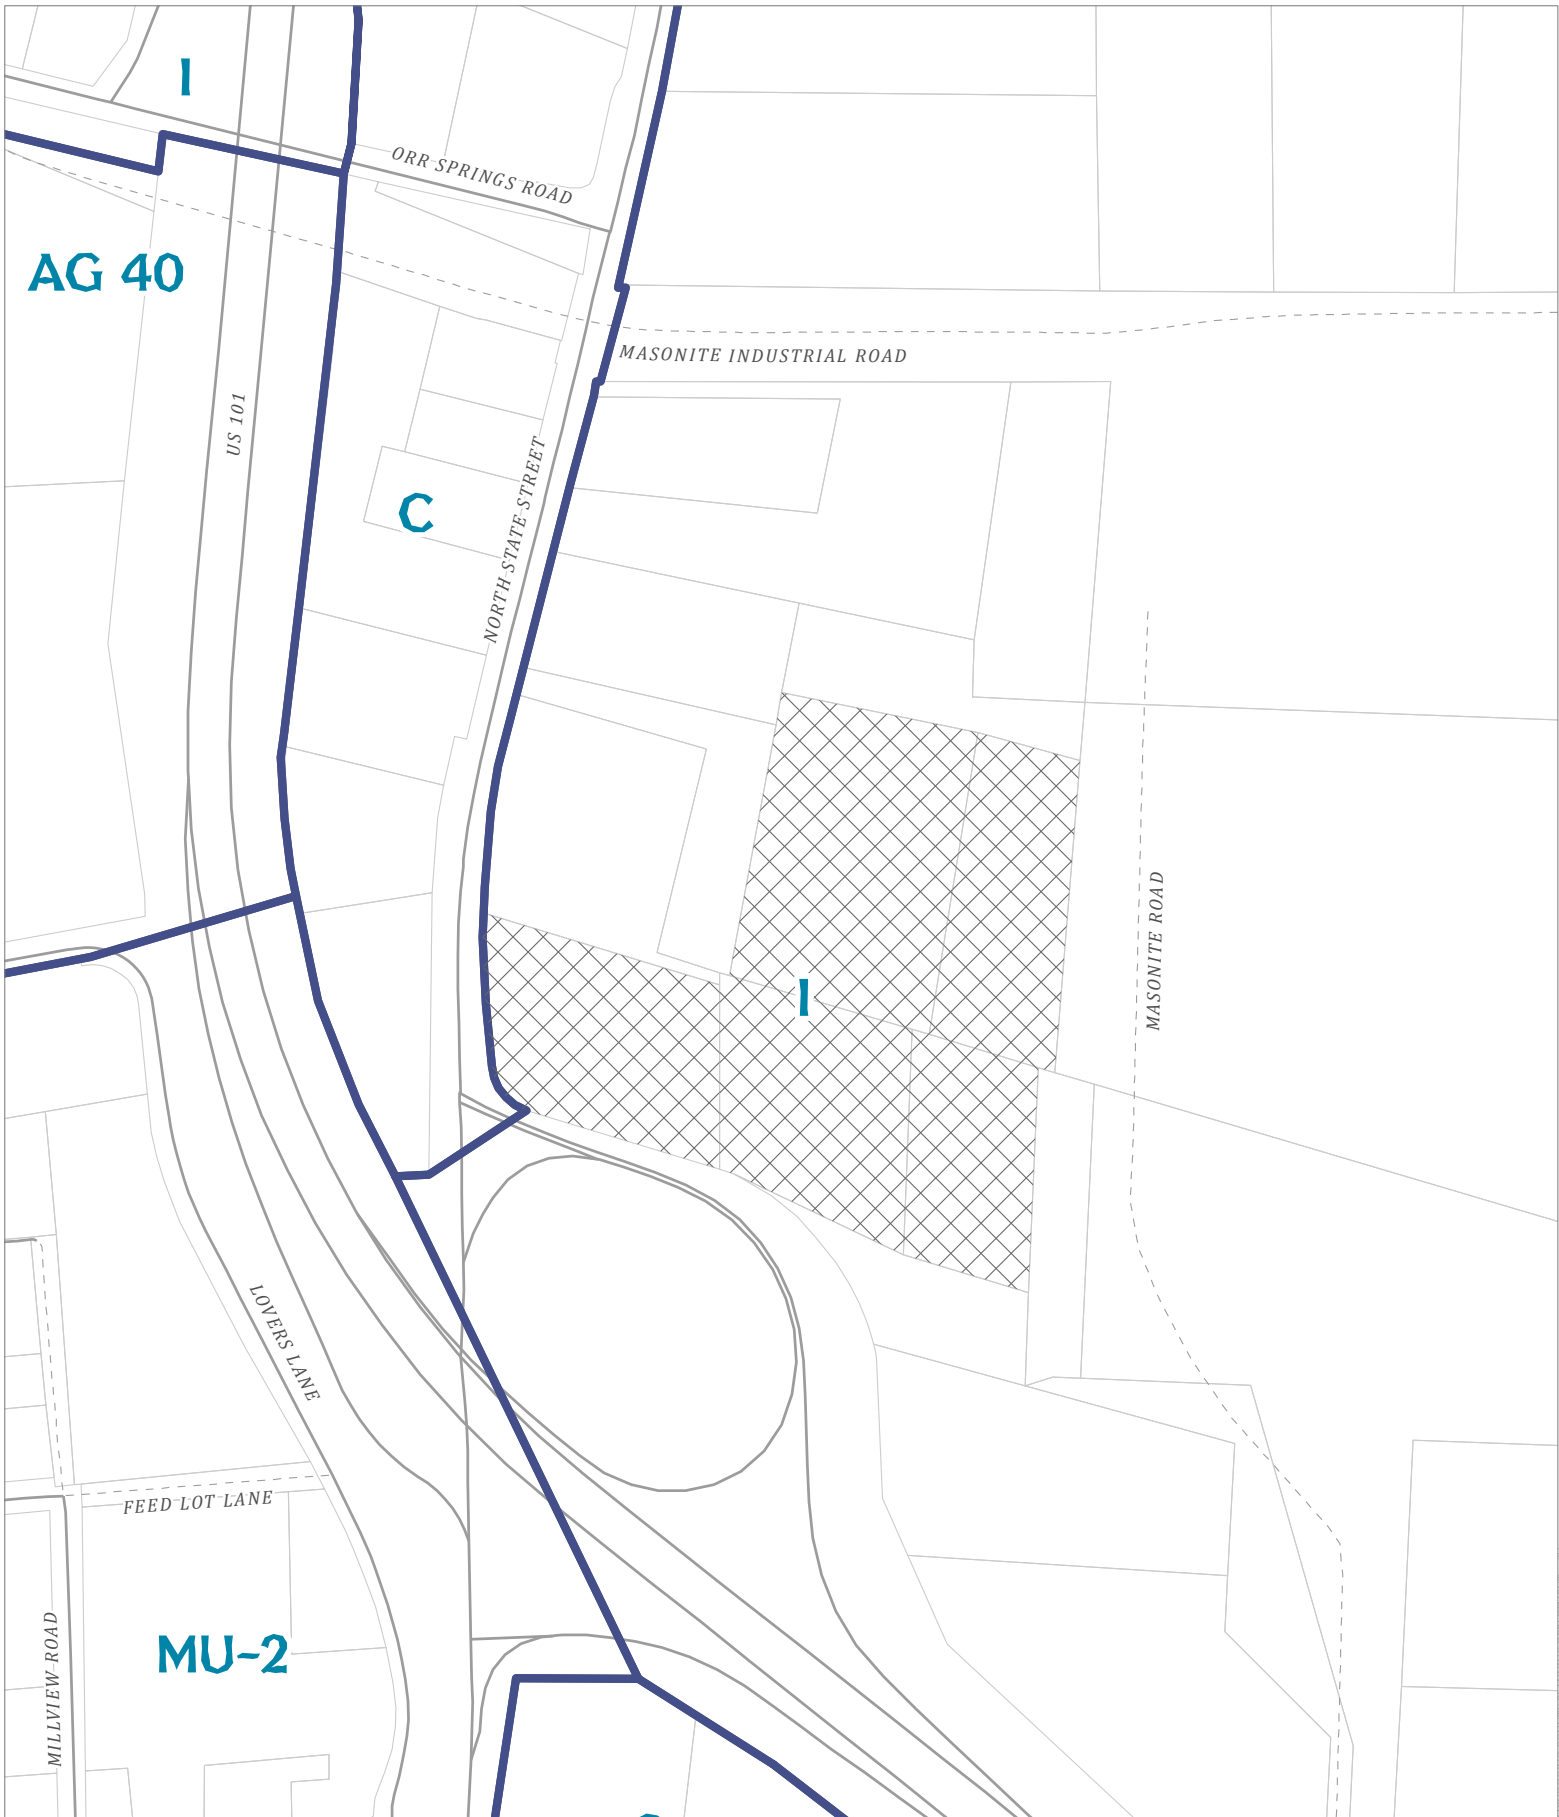 I
ORR SPRINGS ROAD
AG 40
MASONITE INDUSTRIAL ROAD
US 101
C
NORTH STATE STREET
MASONITE ROAD
I
LOVERS LANE
FEED LOT LANE
MU-2
MILLVIEW ROAD